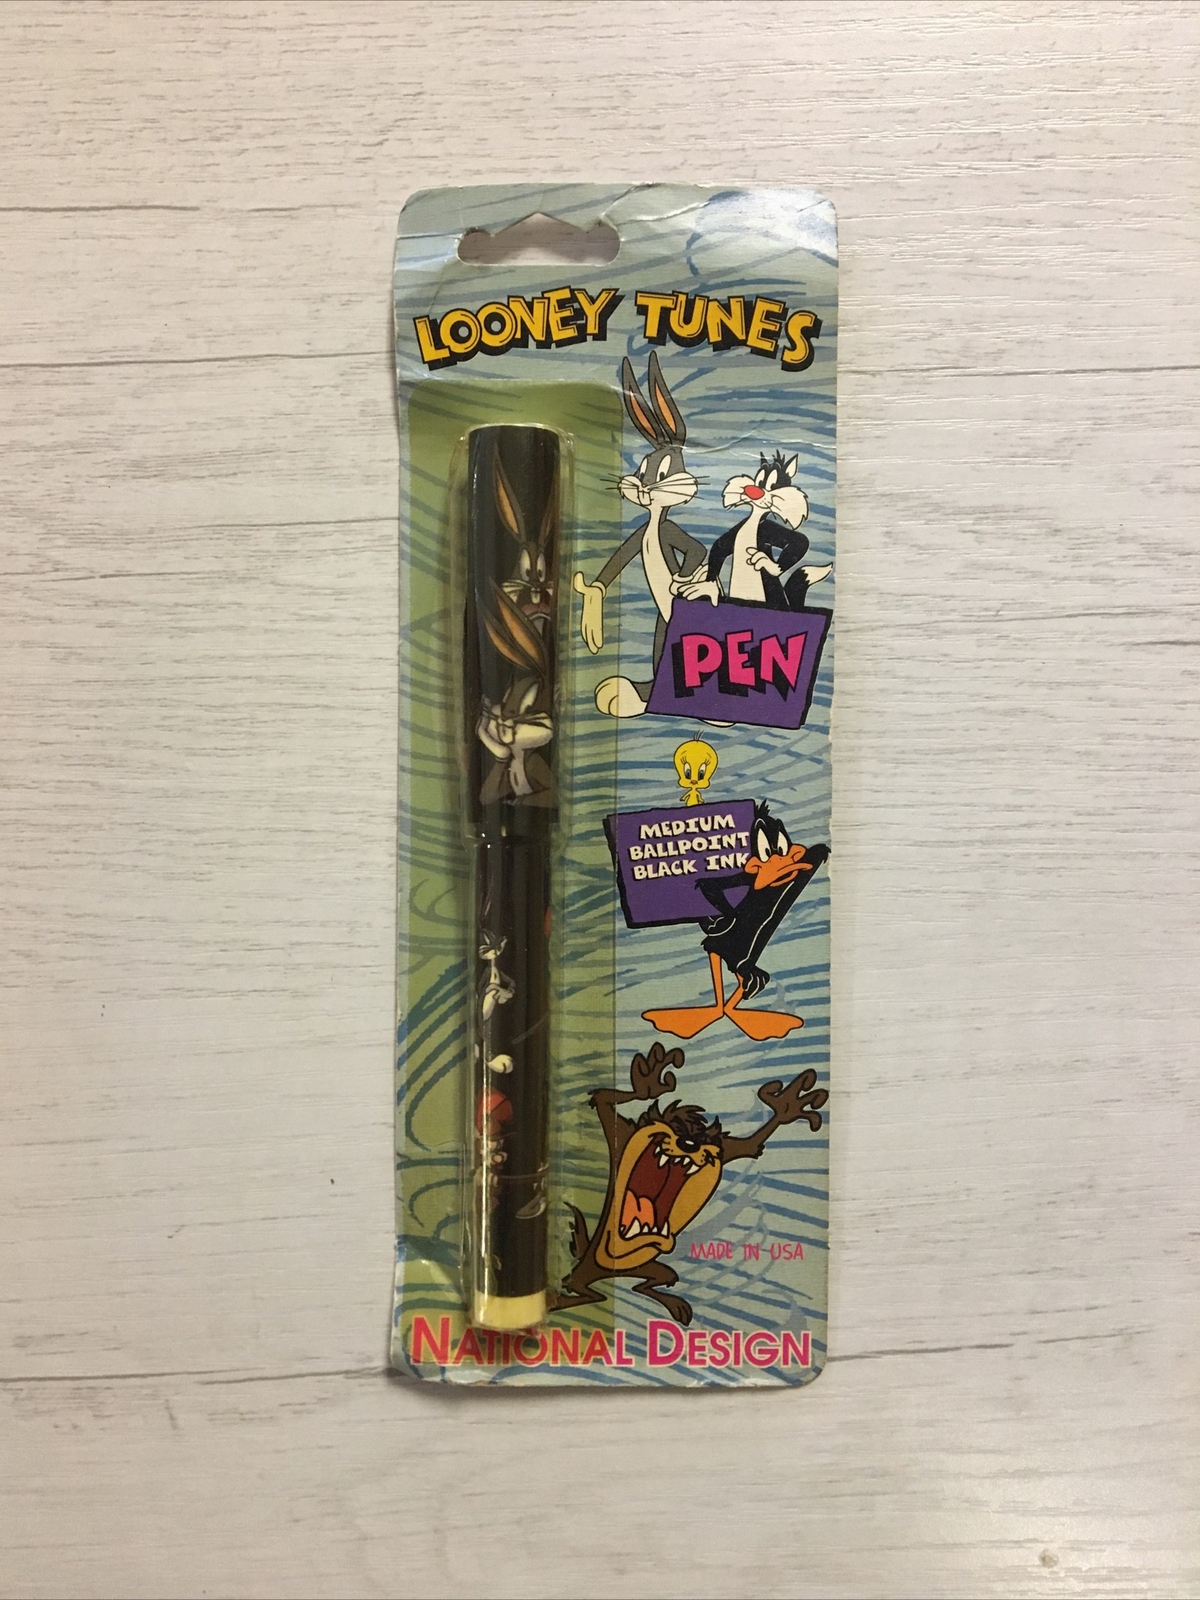 LOONEY TUNES
PEN
MEDIUM
BALLPOINT
BLACK INK
MADE IN USA
NATIONAL DESIGN